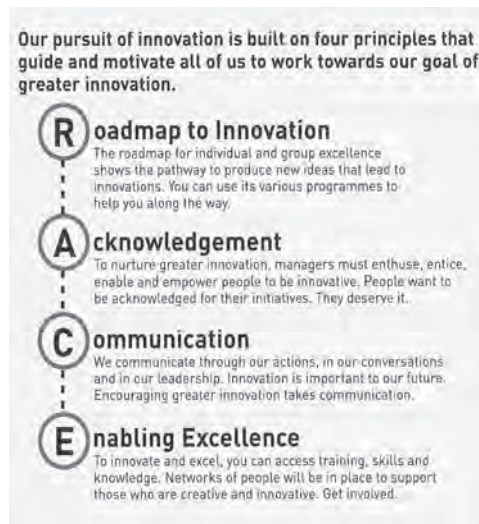 Our pursuit of innovation is built on four principles that
guide and motivate all of us to work towards our goal of
greater innovation.
Roadmap to Innovation
The roadmap for individual and group excellence
shows the pathway to produce new ideas that lead to
innovations. You can use its various programmes to
help you along the way.
Acknowledgement
To nurture greater innovation, managers must enthuse, entice,
enable and empower people to be innovative. People want to
be acknowledged for their initiatives. They deserve it.
Communication
We communicate through our actions, in our conversations
and in our leadership. Innovation is important to our future.
Encouraging greater innovation takes communication.
Enabling Excellence
To innovate and excel, you can access training, skills and
knowledge. Networks of people will be in place to support
those who are creative and innovative. Get involved.